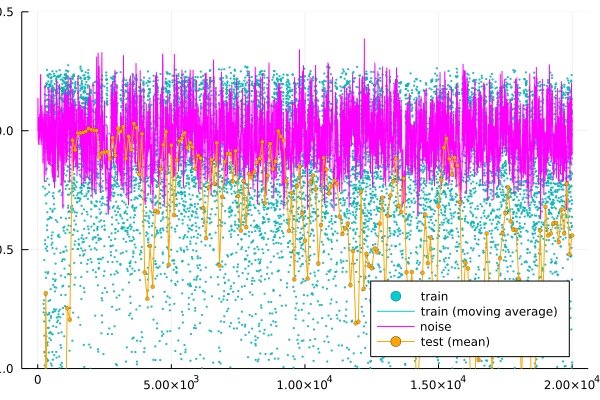 0.5
0.0
0.5
1.0
0
5.00×10³
1.00×10⁴
1.50×10⁴
2.00×10⁴
train
train (moving average)
noise
test (mean)